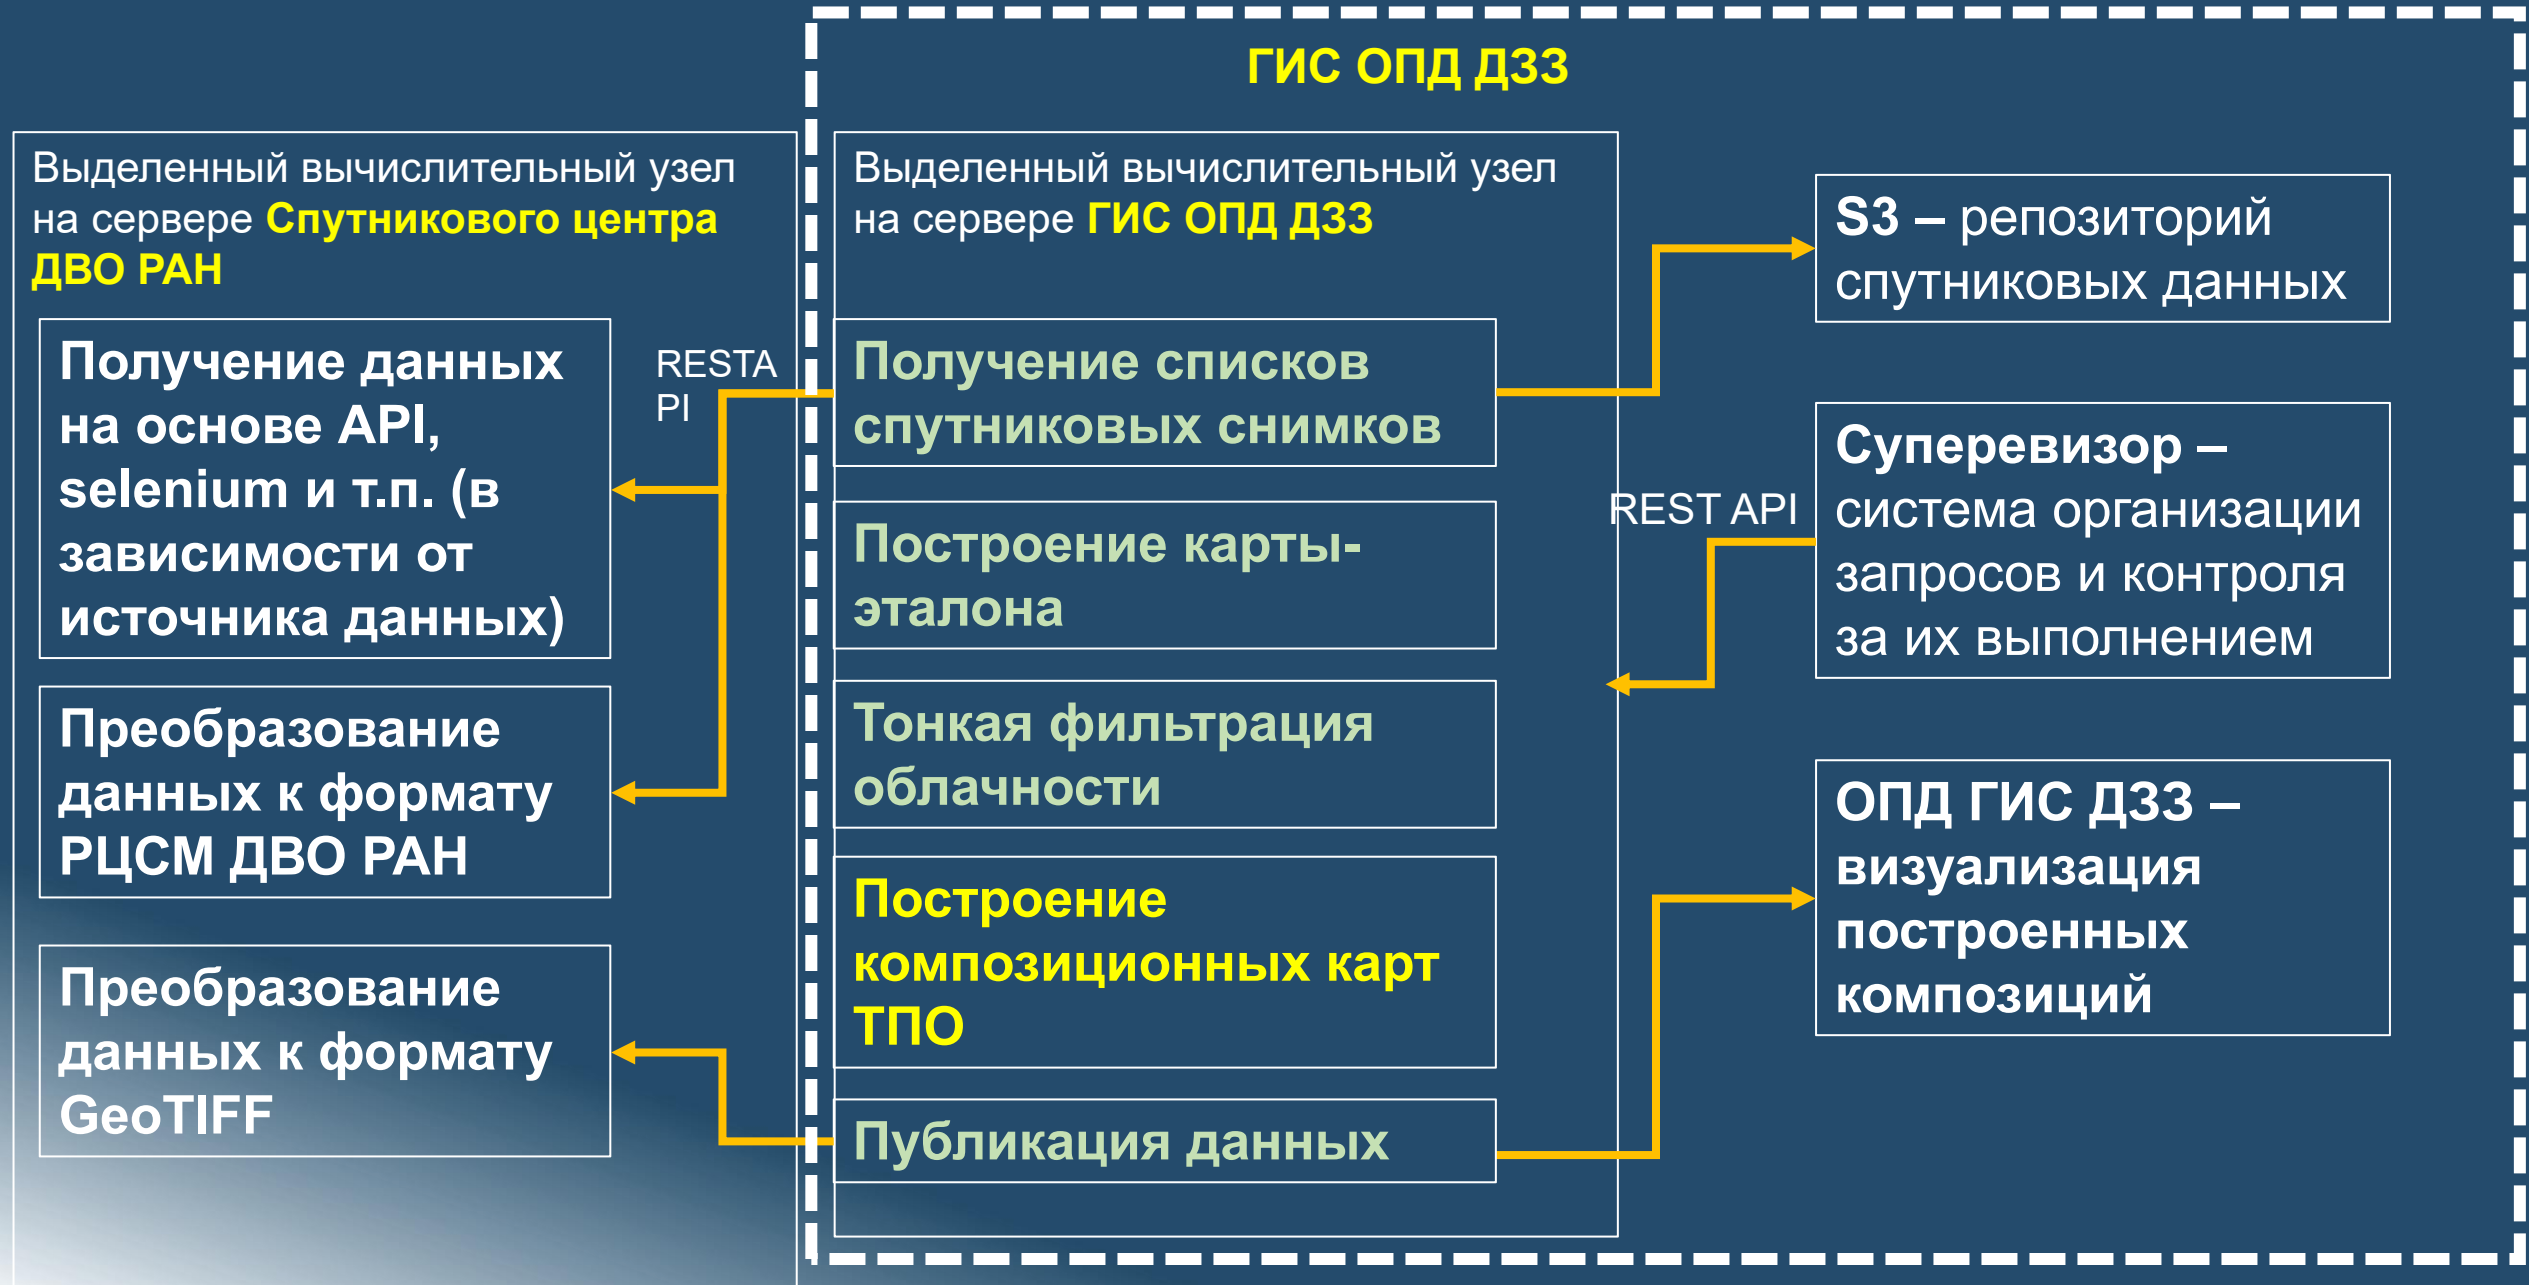 ГИС ОПД ДЗЗ
Выделенный вычислительный узел
на сервере Спутникового центра
ДВО РАН
Получение данных
на основе API,
selenium и т.п. (в
зависимости от
источника данных)
Преобразование
данных к формату
РЦСМ ДВО РАН
Преобразование
данных к формату
GeoTIFF
RESTA
PI
Выделенный вычислительный узел
на сервере ГИС ОПД ДЗЗ
Получение списков
спутниковых снимков
Построение карты-
эталона
Тонкая фильтрация
облачности
Построение
композиционных карт
ТПО
Публикация данных
REST API
S3 – репозиторий
спутниковых данных
Суперевизор –
система организации
запросов и контроля
за их выполнением
ОПД ГИС ДЗЗ –
визуализация
построенных
композиций